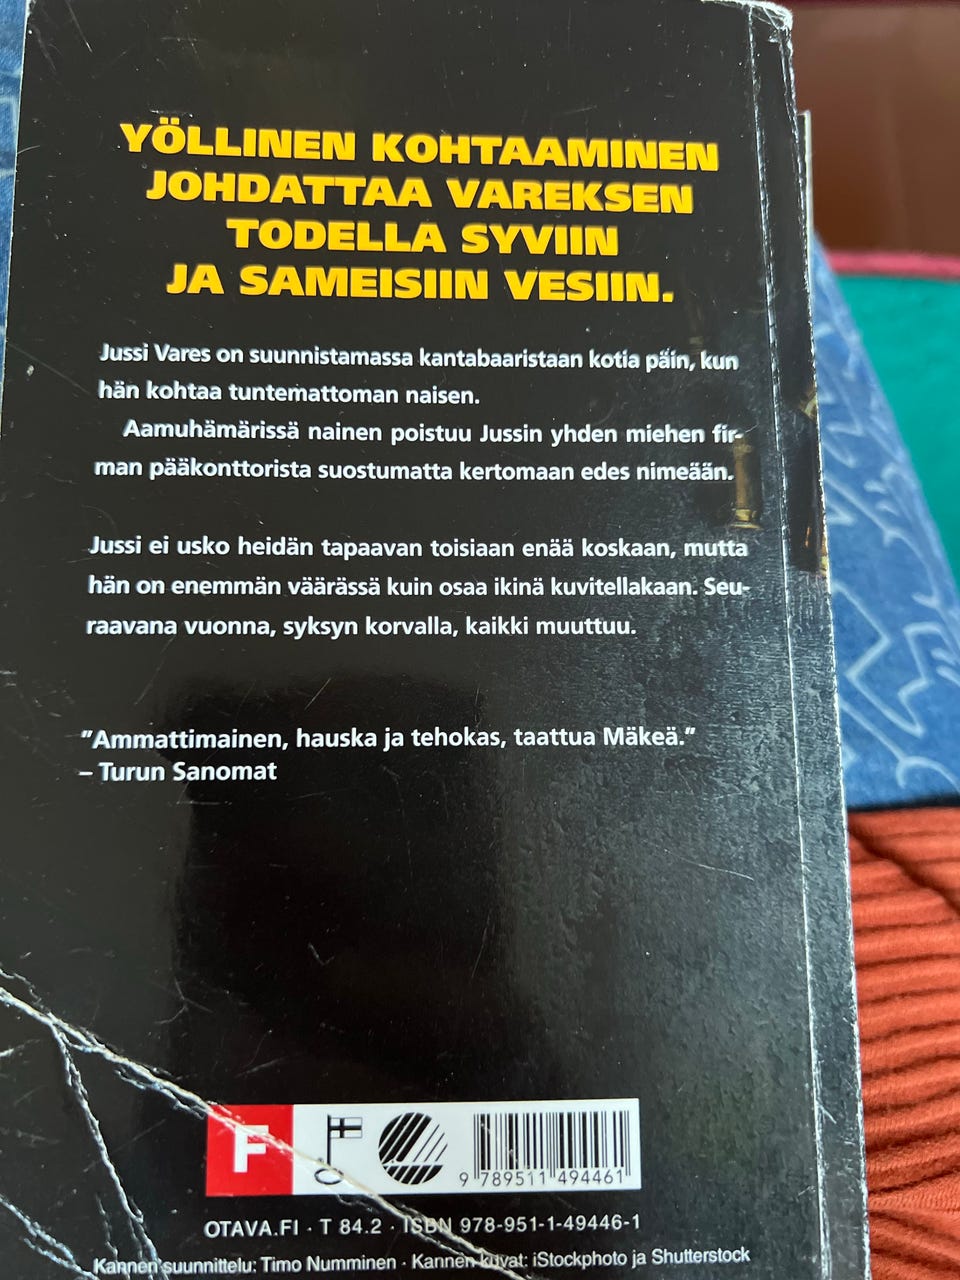 YÖLLINEN KOHTAAMINEN
JOHDATTAA VAREKSEN
TODELLA SYVIIN
JA SAMEISIIN VESIIN.
Jussi Vares on suunnistamassa kantabaaristaan kotia päin, kun
hän kohtaa tuntemattoman naisen.
Aamuhämärissä nainen poistuu Jussin yhden miehen fir-
man pääkonttorista suostumatta kertomaan edes nimeään.
Jussi ei usko heidän tapaavan toisiaan enää koskaan, mutta
hän on enemmän väärässä kuin osaa ikinä kuvitellakaan. Seu-
raavana vuonna, syksyn korvalla, kaikki muuttuu.
”Ammattimainen, hauska ja tehokas, taattua Mäkeä.”
– Turun Sanomat
F
9 789511 494461
OTAVA.FI · T 84.2 · ISBN 978-951-1-49446-1
Kannen suunnittelu: Timo Numminen · Kannen kuvat: iStockphoto ja Shutterstock